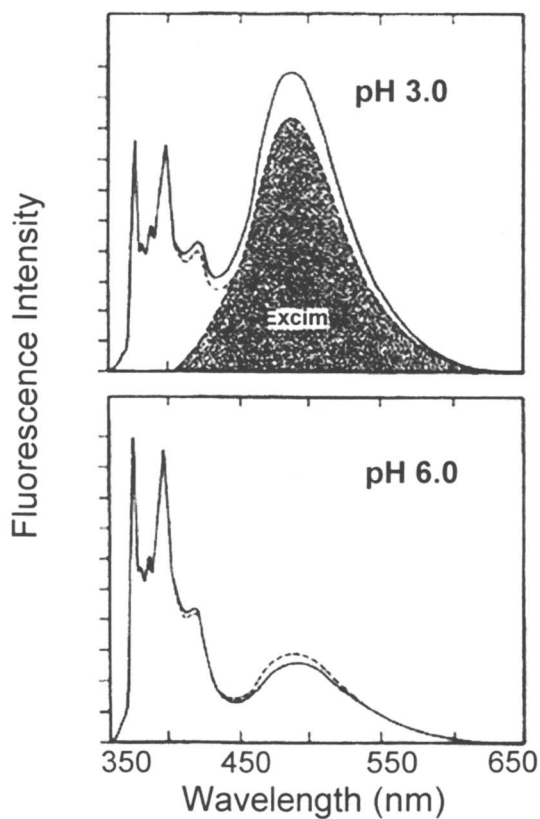 pH 3.0
Excim
pH 6.0
Fluorescence Intensity
350 450 550 650
Wavelength (nm)